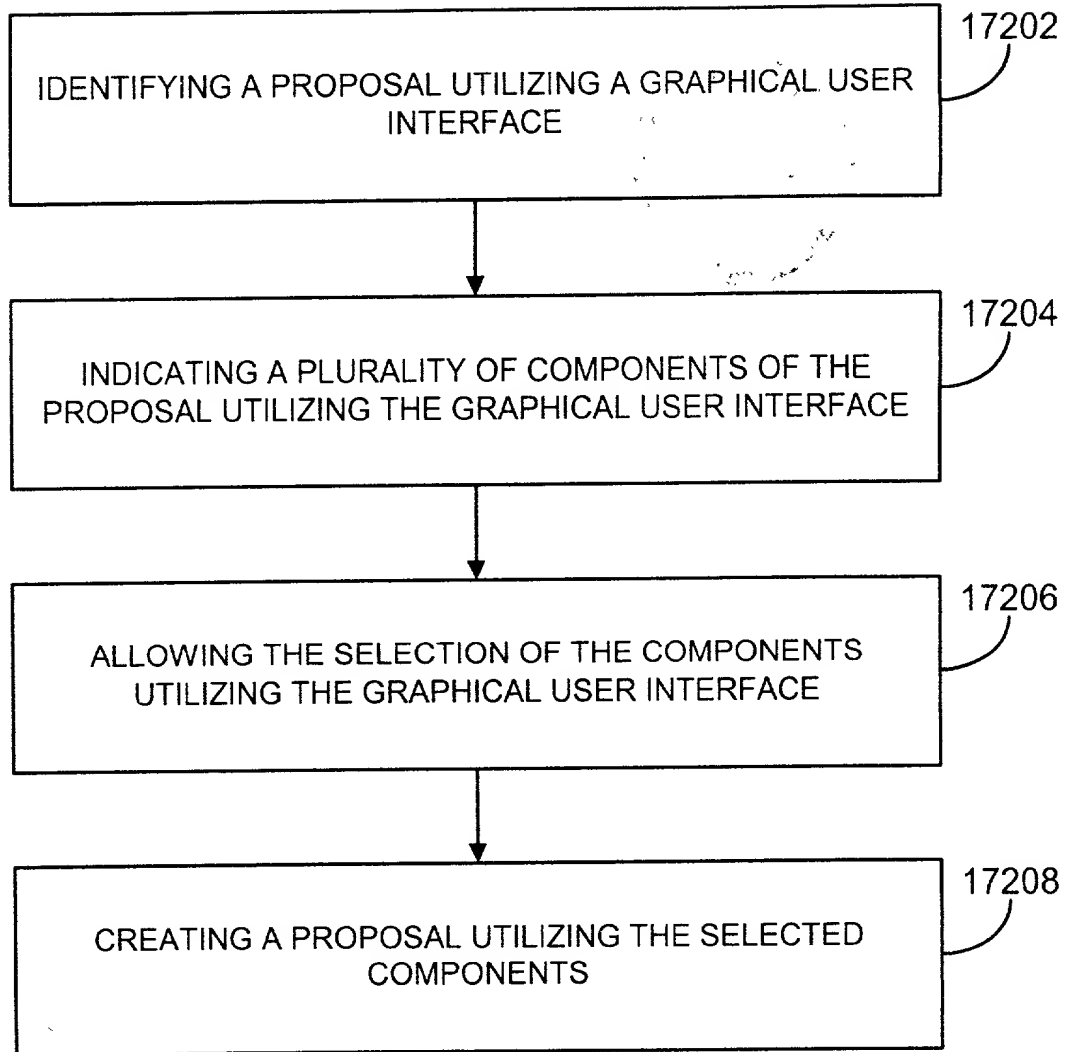 17202
IDENTIFYING A PROPOSAL UTILIZING A GRAPHICAL USER
INTERFACE
17204
INDICATING A PLURALITY OF COMPONENTS OF THE
PROPOSAL UTILIZING THE GRAPHICAL USER INTERFACE
17206
ALLOWING THE SELECTION OF THE COMPONENTS
UTILIZING THE GRAPHICAL USER INTERFACE
17208
CREATING A PROPOSAL UTILIZING THE SELECTED
COMPONENTS